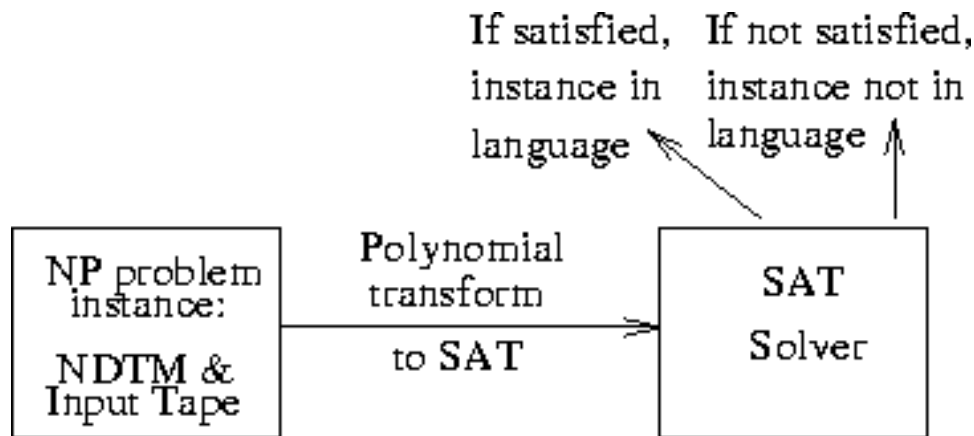 If satisfied,
instance in
language
If not satisfied,
instance not in
language
NP problem
instance:
NDTM &
Input Tape
Polynomial
transform
to SAT
SAT
Solver